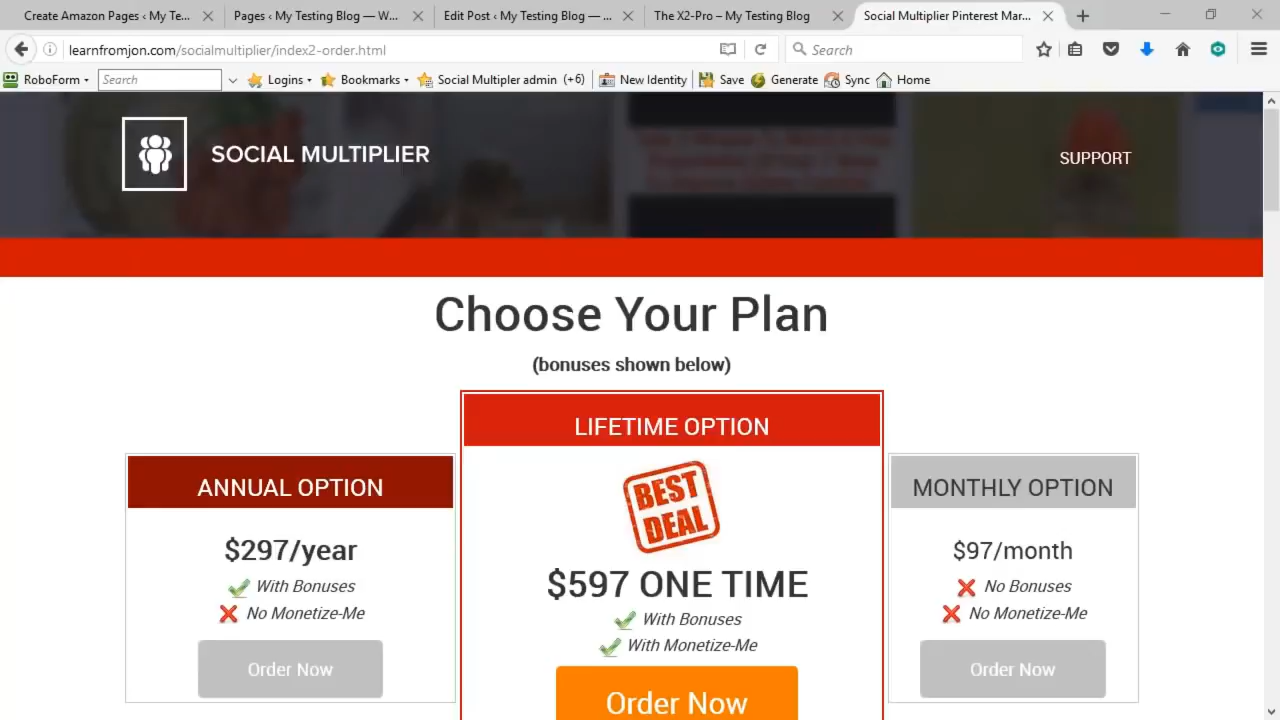 Create Amazon Pages ‹ My Te...
Pages ‹ My Testing Blog — W...
Edit Post ‹ My Testing Blog — ...
The X2-Pro – My Testing Blog
Social Multiplier Pinterest Mar...
learnfromjon.com/socialmultiplier/index2-order.html
Search
RoboForm
Search
Logins
Bookmarks
Social Multipler admin (+6)
New Identity
Save
Generate
Sync
Home
SOCIAL MULTIPLIER
SUPPORT
Choose Your Plan
(bonuses shown below)
ANNUAL OPTION
$297/year
With Bonuses
No Monetize-Me
Order Now
LIFETIME OPTION
BEST
DEAL
$597 ONE TIME
With Bonuses
With Monetize-Me
Order Now
MONTHLY OPTION
$97/month
No Bonuses
No Monetize-Me
Order Now